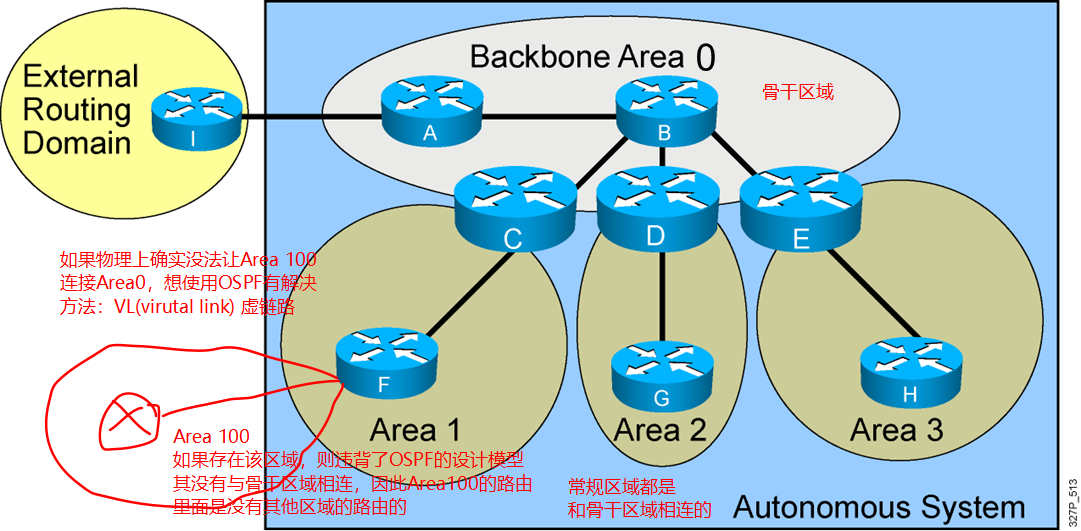 External
Routing
Domain
I
Backbone Area 0
骨干区域
A
B
C
D
E
如果物理上确实没法让Area 100
连接Area0，想使用OSPF有解决
方法：VL(virutal link) 虚链路
F
G
H
Area 1
Area 2
Area 3
Area 100
如果存在该区域，则违背了OSPF的设计模型
其没有与骨干区域相连，因此Area100的路由
里面是没有其他区域的路由的
常规区域都是
和骨干区域相连的
Autonomous System
027P_513